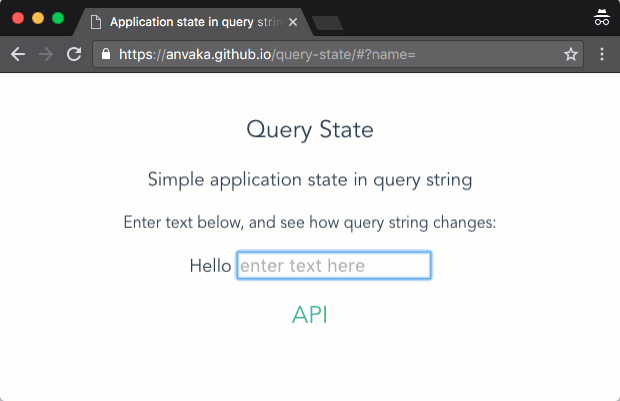 Application state in query strin
https://anvaka.github.io/query-state/#?name=
Query State
Simple application state in query string
Enter text below, and see how query string changes:
Hello enter text here
API